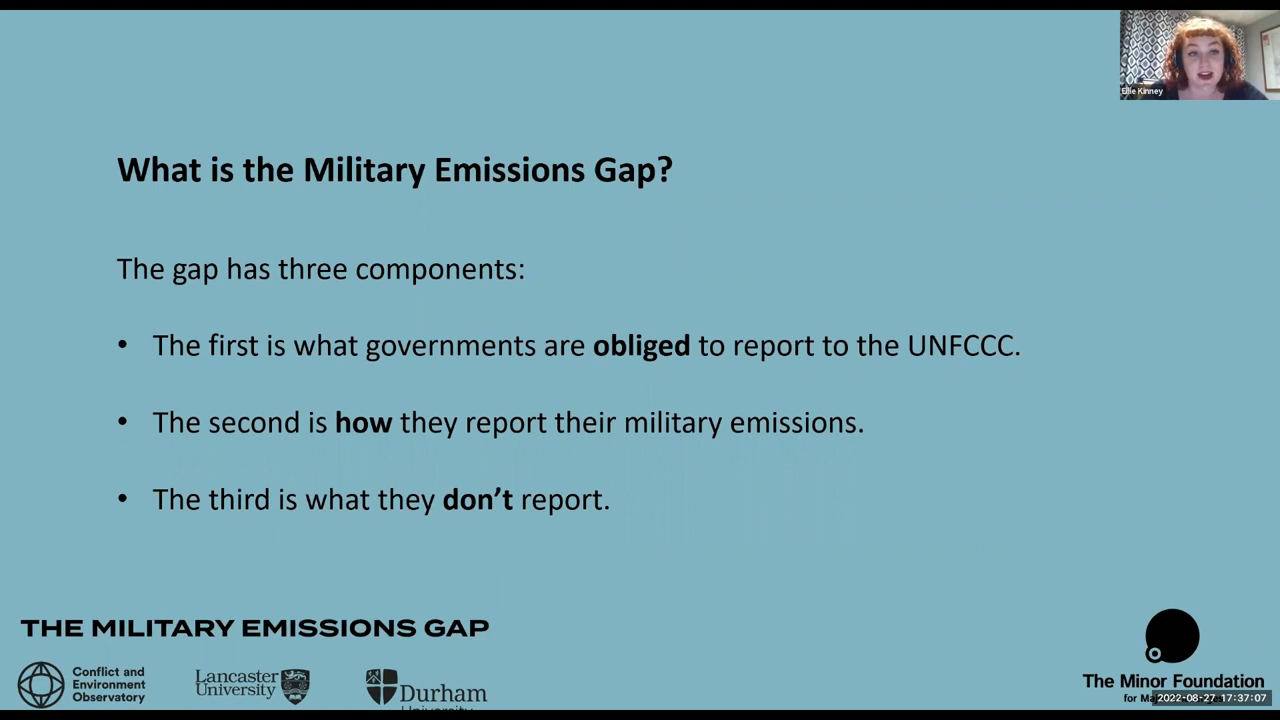 Ellie Kinney
What is the Military Emissions Gap?
The gap has three components:
• The first is what governments are obliged to report to the UNFCCC.
• The second is how they report their military emissions.
• The third is what they don’t report.
THE MILITARY EMISSIONS GAP
Conflict and
Environment
Observatory
Lancaster
University
Durham
University
The Minor Foundation
for
2022-08-27 17:37:07